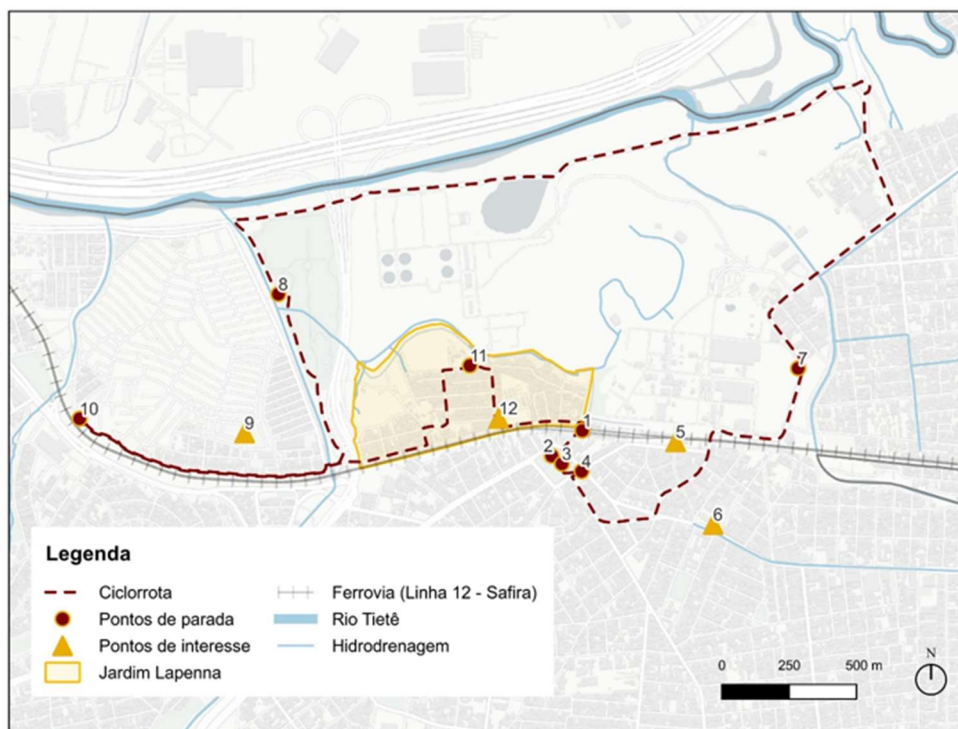 8
7
11
10
12
9
1
2
3
4
5
6
Legenda
Ciclorrota
Pontos de parada
Pontos de interesse
Jardim Lapenna
Ferrovia (Linha 12 - Safira)
Rio Tietê
Hidrodrenagem
0 250 500 m
N